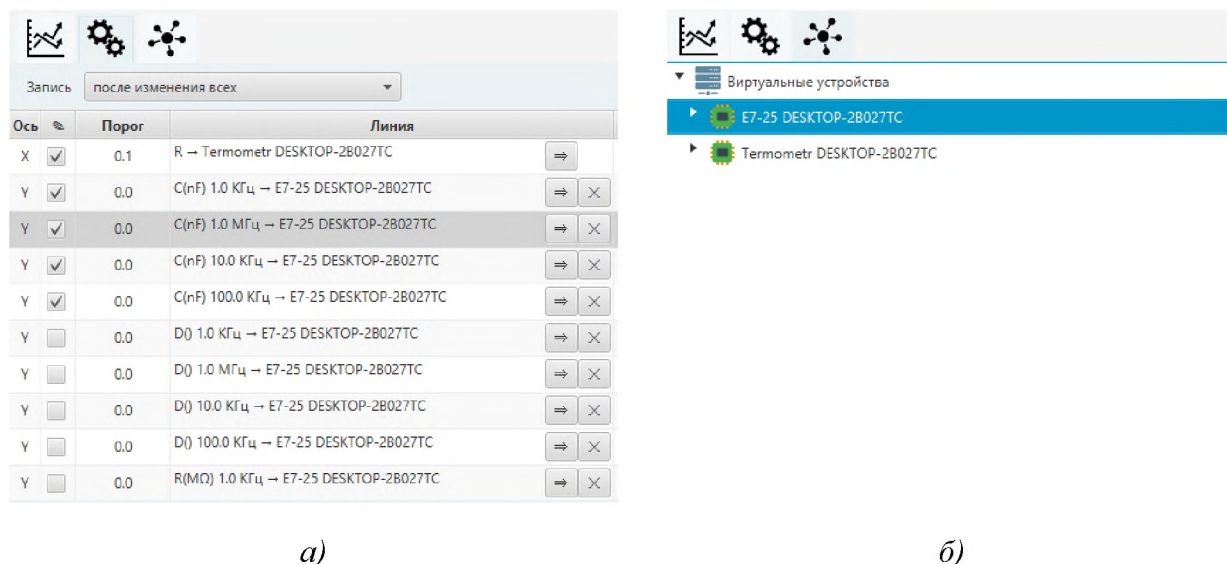 Запись после изменения всех
Ось Порог Линия
X 0.1 R → Termometr DESKTOP-2B027TC ⇒
Y 0.0 C(nF) 1.0 КГц → E7-25 DESKTOP-2B027TC ⇒ ×
Y 0.0 C(nF) 1.0 МГц → E7-25 DESKTOP-2B027TC ⇒ ×
Y 0.0 C(nF) 10.0 КГц → E7-25 DESKTOP-2B027TC ⇒ ×
Y 0.0 C(nF) 100.0 КГц → E7-25 DESKTOP-2B027TC ⇒ ×
Y 0.0 D() 1.0 КГц → E7-25 DESKTOP-2B027TC ⇒ ×
Y 0.0 D() 1.0 МГц → E7-25 DESKTOP-2B027TC ⇒ ×
Y 0.0 D() 10.0 КГц → E7-25 DESKTOP-2B027TC ⇒ ×
Y 0.0 D() 100.0 КГц → E7-25 DESKTOP-2B027TC ⇒ ×
Y 0.0 R(MΩ) 1.0 КГц → E7-25 DESKTOP-2B027TC ⇒ ×
а)
Виртуальные устройства
E7-25 DESKTOP-2B027TC
Termometr DESKTOP-2B027TC
б)